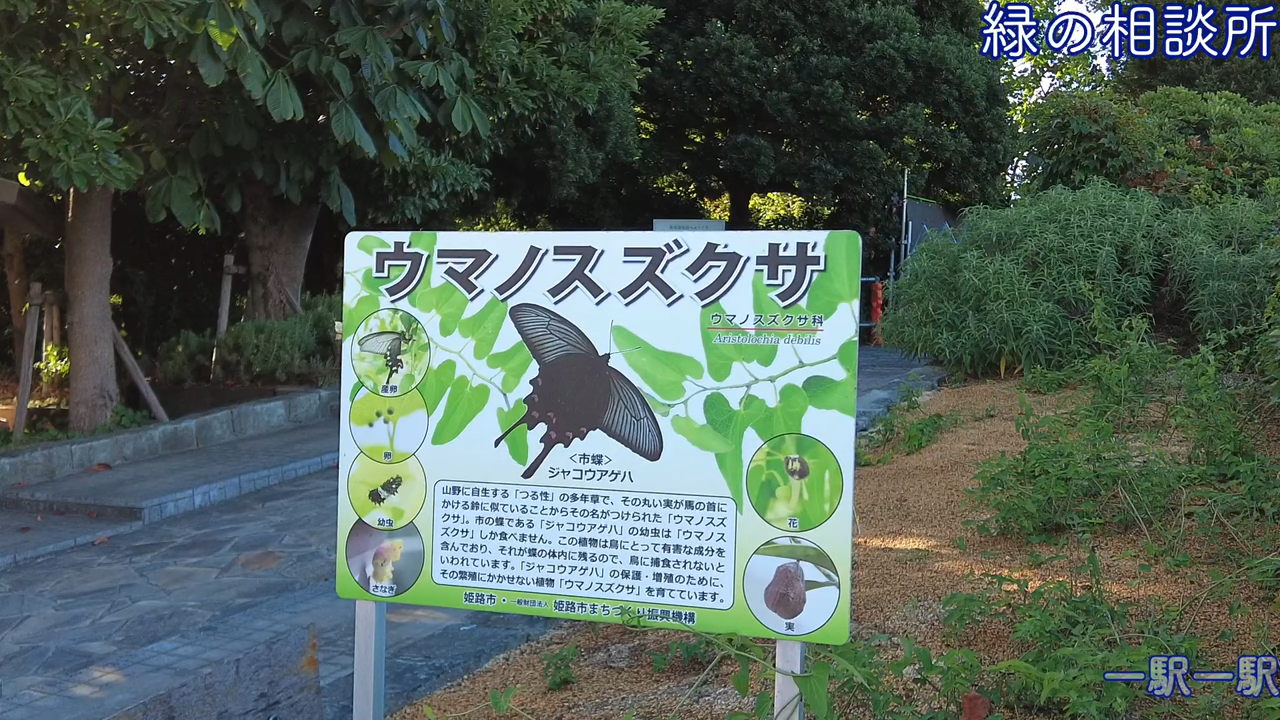 緑の相談所
ウマノスズクサ
ウマノスズクサ科
Aristolochia debilis
産卵
卵
幼虫
さなぎ
<市蝶>
ジャコウアゲハ
花
実
山野に自生する「つる性」の多年草で、その丸い実が馬の首に
かける鈴に似ていることからその名がつけられた「ウマノスズ
クサ」。市の蝶である「ジャコウアゲハ」の幼虫は「ウマノス
ズクサ」しか食べません。この植物は鳥にとって有害な成分を
含んでおり、それが蝶の体内に残るので、鳥に捕食されないと
いわれています。「ジャコウアゲハ」の保護・増殖のために、
その繁殖にかかせない植物「ウマノスズクサ」を育てています。
姫路市・一般財団法人 姫路市まちづくり振興機構
一駅一駅